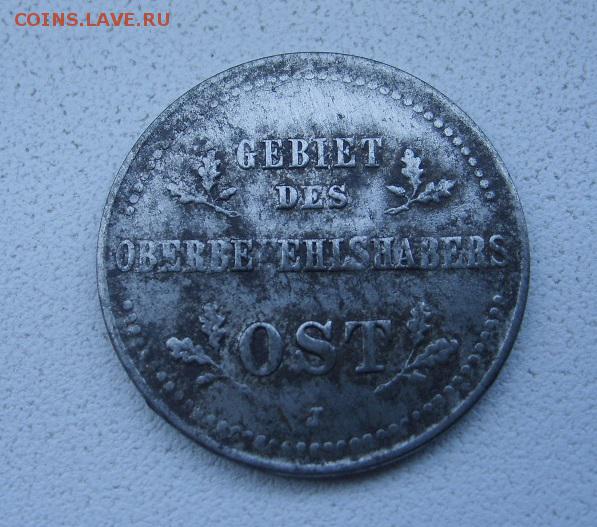 COINS.LAVE.RU
GEBIET
DES
OBERBEFEHLSHABERS
OST
J